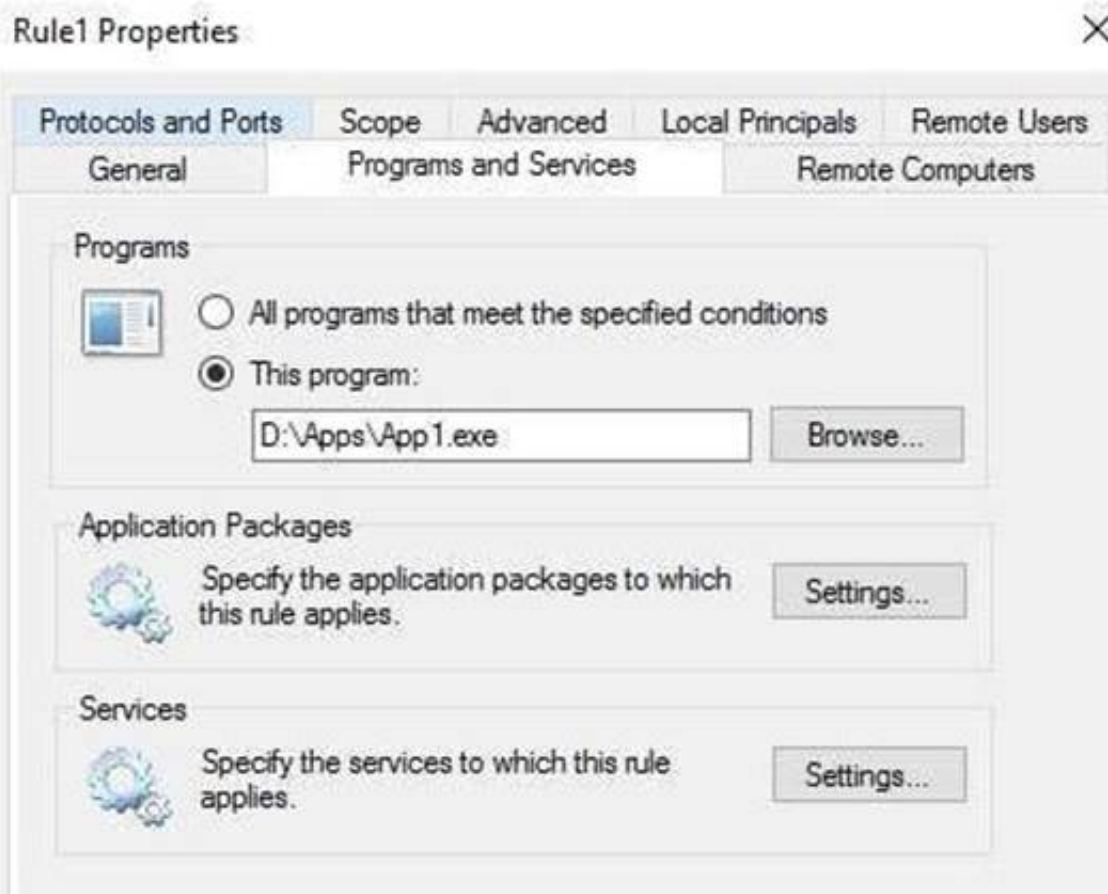 Rule1 Properties
Protocols and Ports Scope Advanced Local Principals Remote Users
General Programs and Services Remote Computers
Programs
All programs that meet the specified conditions
This program:
D:\Apps\App1.exe Browse...
Application Packages
Specify the application packages to which
this rule applies.
Settings...
Services
Specify the services to which this rule
applies.
Settings...